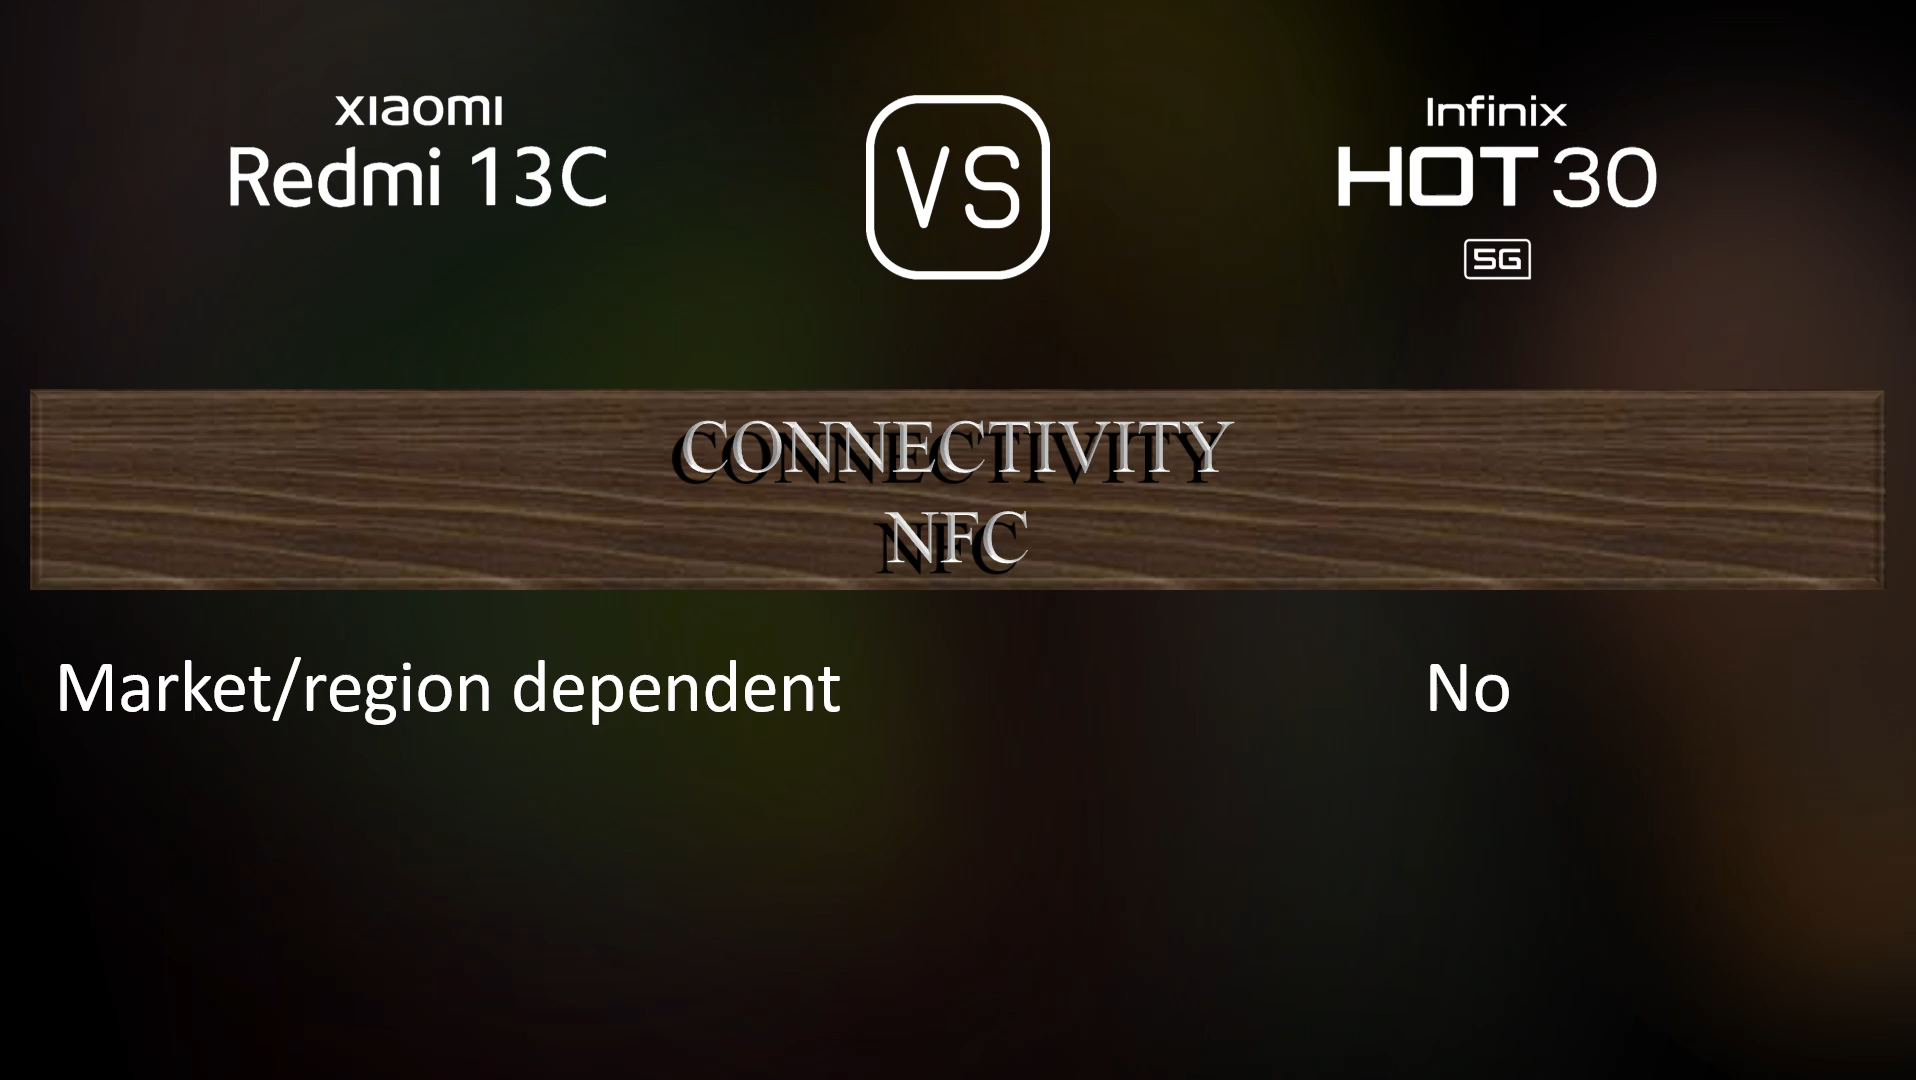 xiaomi
Redmi 13C
VS
Infinix
HOT 30
5G
CONNECTIVITY
NFC
Market/region dependent
No